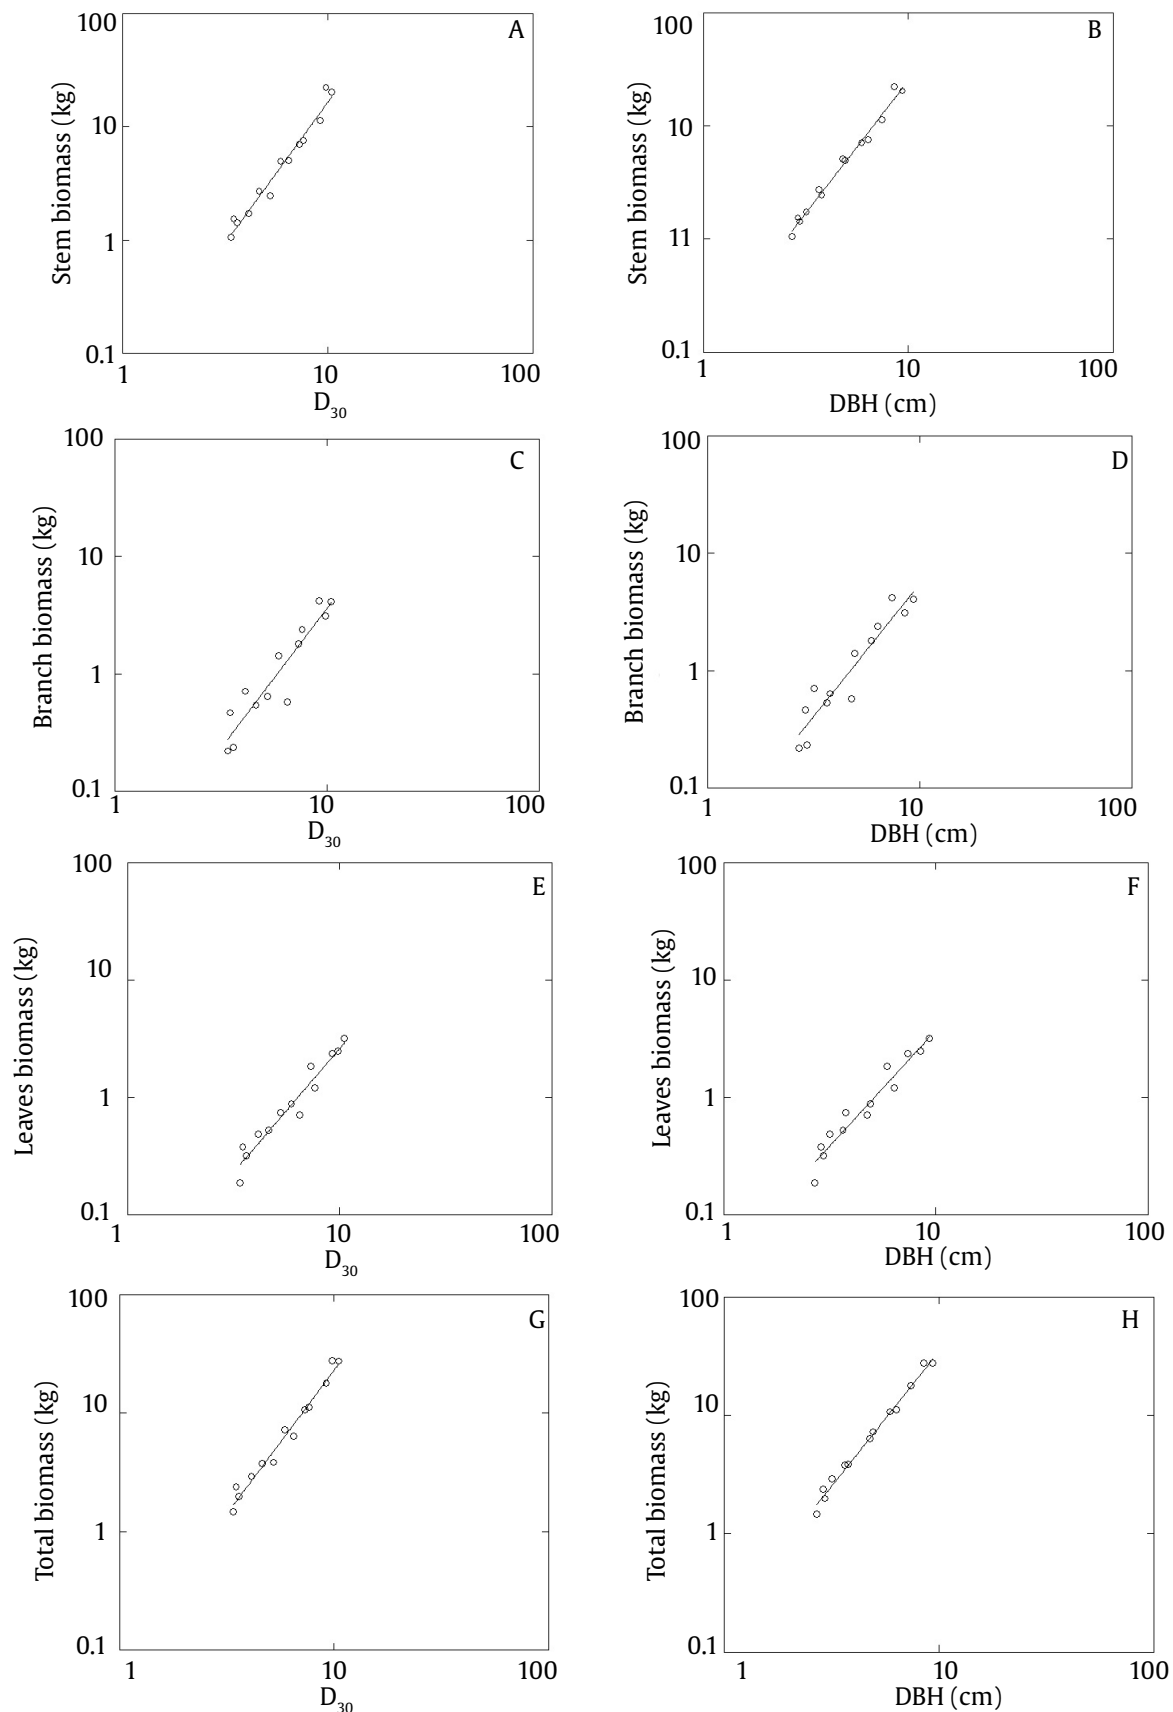 100
A
10
1
0.1
Stem biomass (kg)
1
10
100
D₃₀
100
B
10
11
0.1
Stem biomass (kg)
1
10
100
DBH (cm)
100
C
10
1
0.1
Branch biomass (kg)
1
10
100
D₃₀
100
D
10
1
0.1
Branch biomass (kg)
1
10
100
DBH (cm)
100
E
10
1
0.1
Leaves biomass (kg)
1
10
100
D₃₀
100
F
10
1
0.1
Leaves biomass (kg)
1
10
100
DBH (cm)
100
G
10
1
0.1
Total biomass (kg)
1
10
100
D₃₀
100
H
10
1
0.1
Total biomass (kg)
1
10
100
DBH (cm)